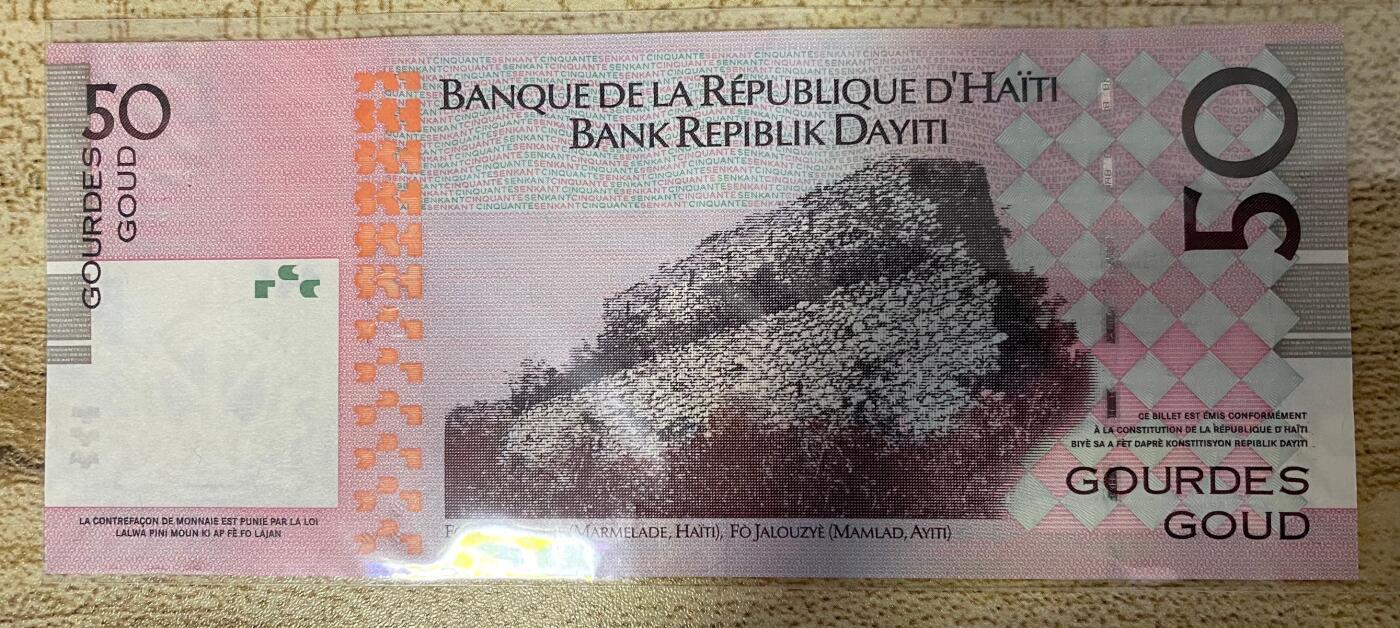 50
GOURDES
GOUD
BANQUE DE LA RÉPUBLIQUE D'HAÏTI
BANK REPIBLIK DAYITI
50
CE BILLET EST ÉMIS CONFORMÉMENT
À LA CONSTITUTION DE LA RÉPUBLIQUE D'HAÏTI
BIYÈ SA A FÈT DAPRÈ KONSTITISYON REPIBLIK DAYITI
GOURDES
GOUD
LA CONTREFAÇON DE MONNAIE EST PUNIE PAR LA LOI
LALWA PINI MOUN KI AP FÈ FO LAJAN
(MARMELADE, HAÏTI), FÒ JALOUZYÈ (MAMLAD, AYITI)